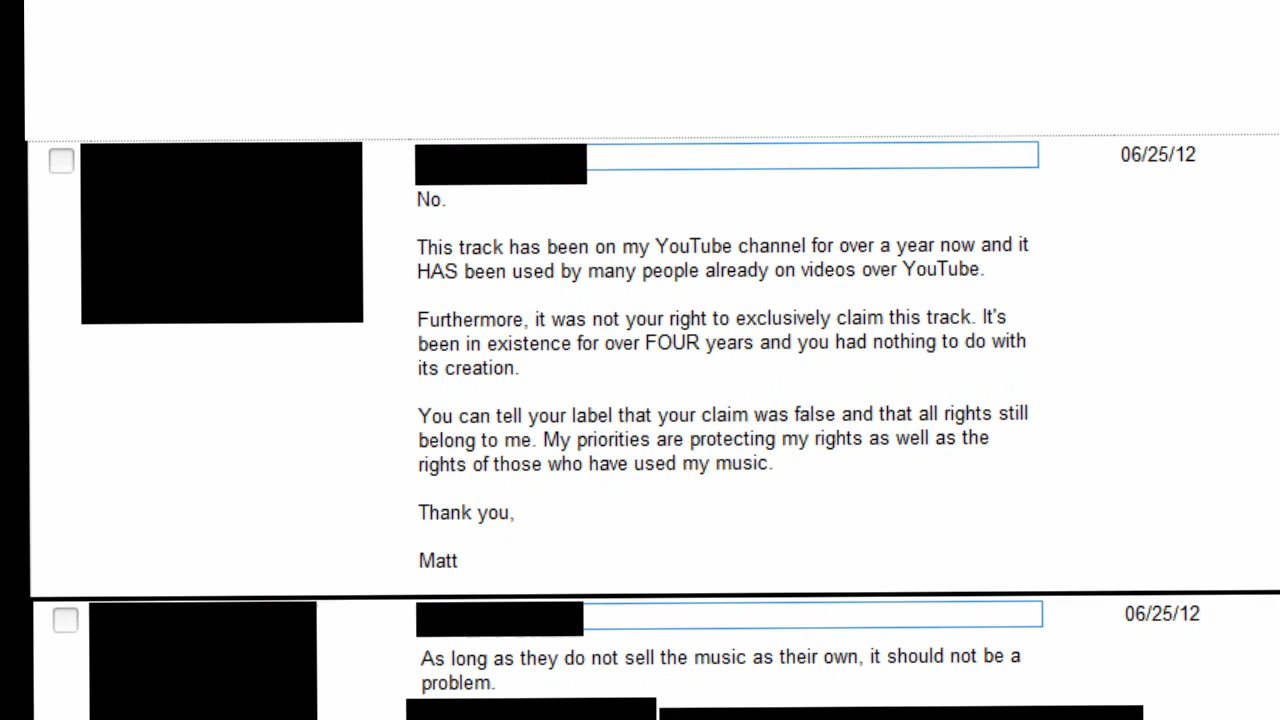 06/25/12
No.
This track has been on my YouTube channel for over a year now and it
HAS been used by many people already on videos over YouTube.
Furthermore, it was not your right to exclusively claim this track. It's
been in existence for over FOUR years and you had nothing to do with
its creation.
You can tell your label that your claim was false and that all rights still
belong to me. My priorities are protecting my rights as well as the
rights of those who have used my music.
Thank you,
Matt
06/25/12
As long as they do not sell the music as their own, it should not be a
problem.